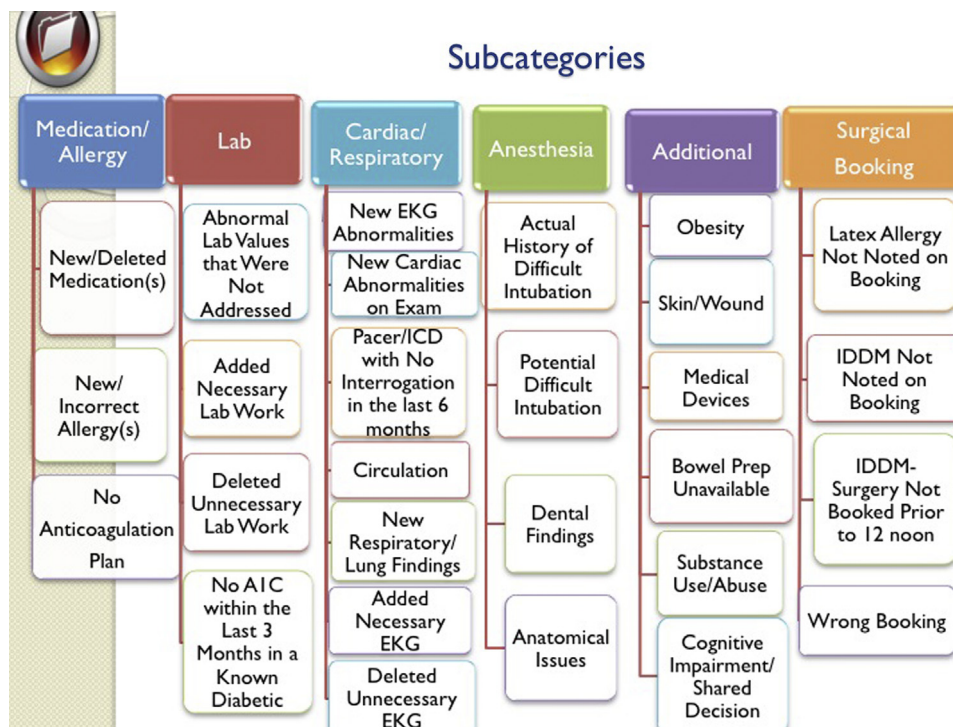 Subcategories
Medication/
Allergy
New/Deleted
Medication(s)
New/
Incorrect
Allergy(s)
No
Anticoagulation
Plan
Lab
Abnormal
Lab Values
that Were
Not
Addressed
Added
Necessary
Lab Work
Deleted
Unnecessary
Lab Work
No A1C
within the
Last 3
Months in a
Known
Diabetic
Cardiac/
Respiratory
New EKG
Abnormalities
New Cardiac
Abnormalities
on Exam
Pacer/ICD
with No
Interrogation
in the last 6
months
Circulation
New
Respiratory/
Lung Findings
Added
Necessary
EKG
Deleted
Unnecessary
EKG
Anesthesia
Actual
History of
Difficult
Intubation
Potential
Difficult
Intubation
Dental
Findings
Anatomical
Issues
Additional
Obesity
Skin/Wound
Medical
Devices
Bowel Prep
Unavailable
Substance
Use/Abuse
Cognitive
Impairment/
Shared
Decision
Surgical
Booking
Latex Allergy
Not Noted on
Booking
IDDM Not
Noted on
Booking
IDDM-
Surgery Not
Booked Prior
to 12 noon
Wrong Booking